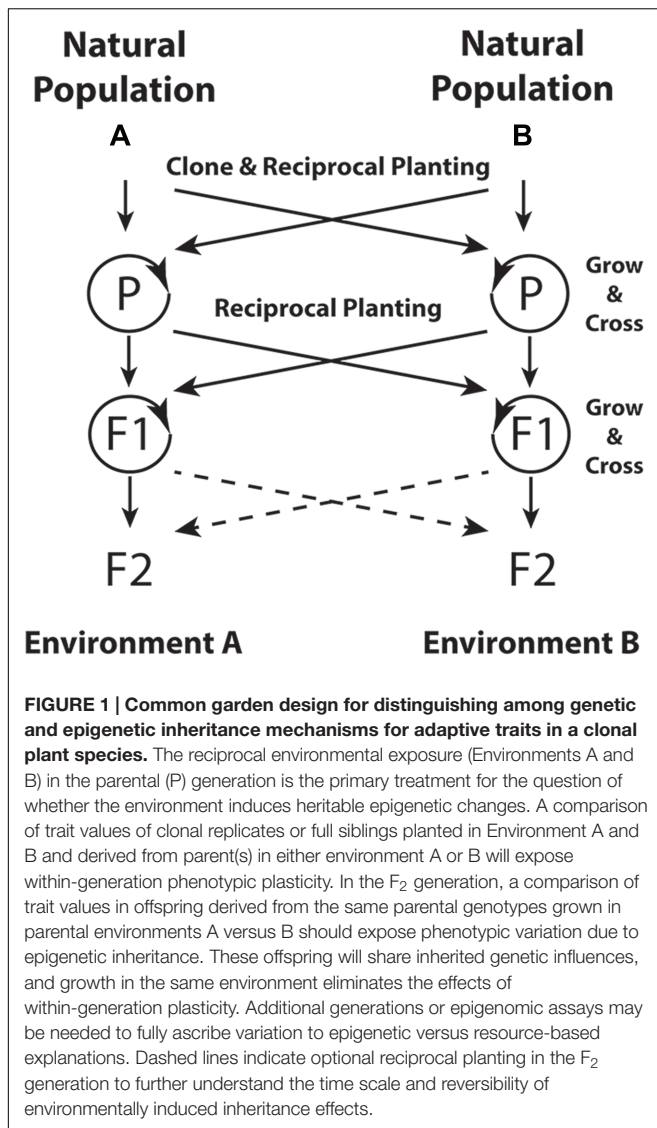 Natural
Population
Natural
Population
A
B
Clone & Reciprocal Planting
P
P
Grow
&
Cross
Reciprocal Planting
F1
F1
Grow
&
Cross
F2
F2
Environment A
Environment B
FIGURE 1 | Common garden design for distinguishing among genetic
and epigenetic inheritance mechanisms for adaptive traits in a clonal
plant species. The reciprocal environmental exposure (Environments A and
B) in the parental (P) generation is the primary treatment for the question of
whether the environment induces heritable epigenetic changes. A comparison
of trait values of clonal replicates or full siblings planted in Environment A and
B and derived from parent(s) in either environment A or B will expose
within-generation phenotypic plasticity. In the F2 generation, a comparison of
trait values in offspring derived from the same parental genotypes grown in
parental environments A versus B should expose phenotypic variation due to
epigenetic inheritance. These offspring will share inherited genetic influences,
and growth in the same environment eliminates the effects of
within-generation plasticity. Additional generations or epigenomic assays may
be needed to fully ascribe variation to epigenetic versus resource-based
explanations. Dashed lines indicate optional reciprocal planting in the F2
generation to further understand the time scale and reversibility of
environmentally induced inheritance effects.